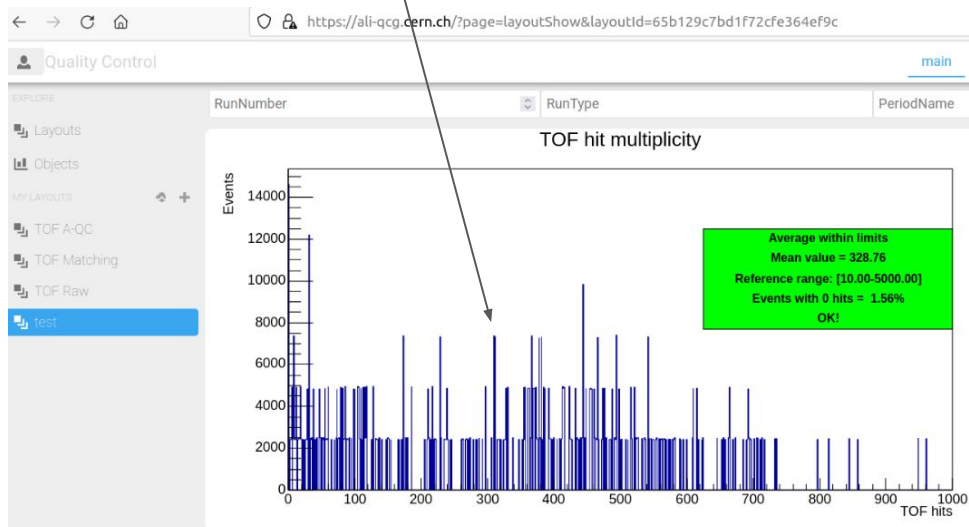 https://ali-qcg.cern.ch/?page=layoutShow&layoutId=65b129c7bd1f72cfe364ef9c
Quality Control
main
EXPLORE
RunNumber
RunType
PeriodName
Layouts
Objects
MY LAYOUTS
TOF A-QC
TOF Matching
TOF Raw
test
TOF hit multiplicity
Events
14000
12000
10000
8000
6000
4000
2000
0
Average within limits
Mean value = 328.76
Reference range: [10.00-5000.00]
Events with 0 hits = 1.56%
OK!
0 100 200 300 400 500 600 700 800 900 1000
TOF hits